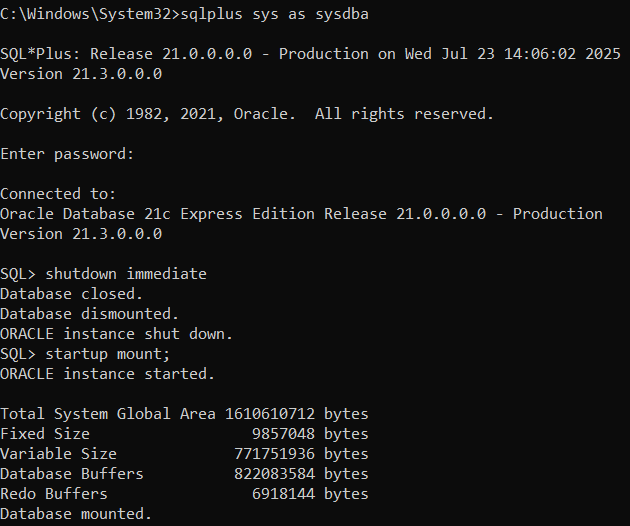 C:\Windows\System32>sqlplus sys as sysdba
SQL*Plus: Release 21.0.0.0.0 - Production on Wed Jul 23 14:06:02 2025
Version 21.3.0.0.0
Copyright (c) 1982, 2021, Oracle.  All rights reserved.
Enter password:
Connected to:
Oracle Database 21c Express Edition Release 21.0.0.0.0 - Production
Version 21.3.0.0.0
SQL> shutdown immediate
Database closed.
Database dismounted.
ORACLE instance shut down.
SQL> startup mount;
ORACLE instance started.
Total System Global Area 1610610712 bytes
Fixed Size                  9857048 bytes
Variable Size             771751936 bytes
Database Buffers          822083584 bytes
Redo Buffers                6918144 bytes
Database mounted.